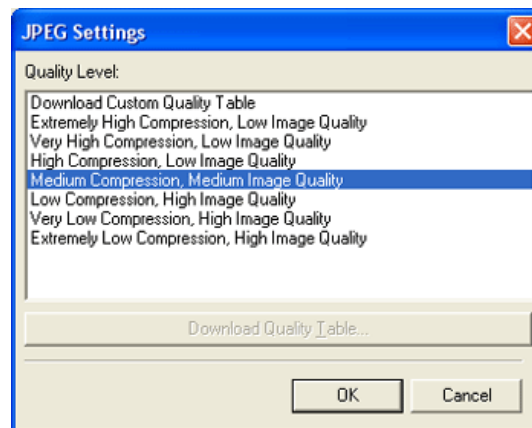 JPEG Settings
Quality Level:
Download Custom Quality Table
Extremely High Compression, Low Image Quality
Very High Compression, Low Image Quality
High Compression, Low Image Quality
Medium Compression, Medium Image Quality
Low Compression, High Image Quality
Very Low Compression, High Image Quality
Extremely Low Compression, High Image Quality
Download Quality Table...
OK Cancel